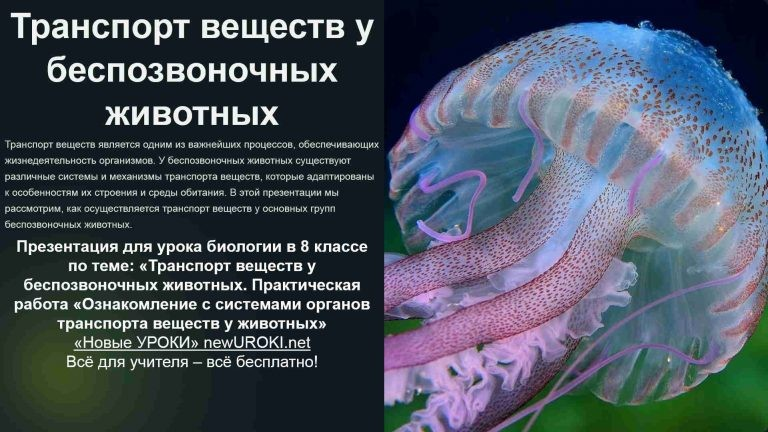 Транспорт веществ у
беспозвоночных
животных
Транспорт веществ является одним из важнейших процессов, обеспечивающих
жизнедеятельность организмов. У беспозвоночных животных существуют
различные системы и механизмы транспорта веществ, которые адаптированы
к особенностям их строения и среды обитания. В этой презентации мы
рассмотрим, как осуществляется транспорт веществ у основных групп
беспозвоночных животных.
Презентация для урока биологии в 8 классе
по теме: «Транспорт веществ у
беспозвоночных животных. Практическая
работа «Ознакомление с системами органов
транспорта веществ у животных»
«Новые УРОКИ» newUROKI.net
Всё для учителя – всё бесплатно!